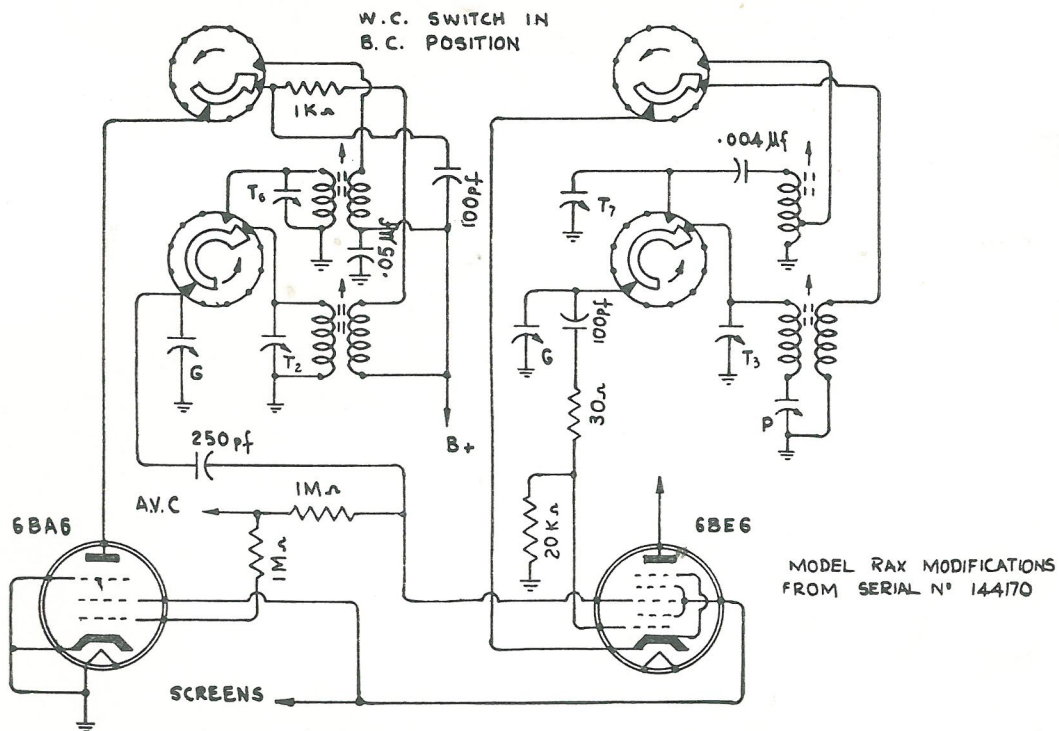 W.C. SWITCH IN
B.C. POSITION
1KΩ
100pf
T6
.05µf
T2
G
250pf
B+
A.V.C
1MΩ
1MΩ
6BA6
SCREENS
.004µf
T7
G
100pf
30Ω
20KΩ
T3
P
6BE6
MODEL RAX MODIFICATIONS
FROM SERIAL Nº 144170